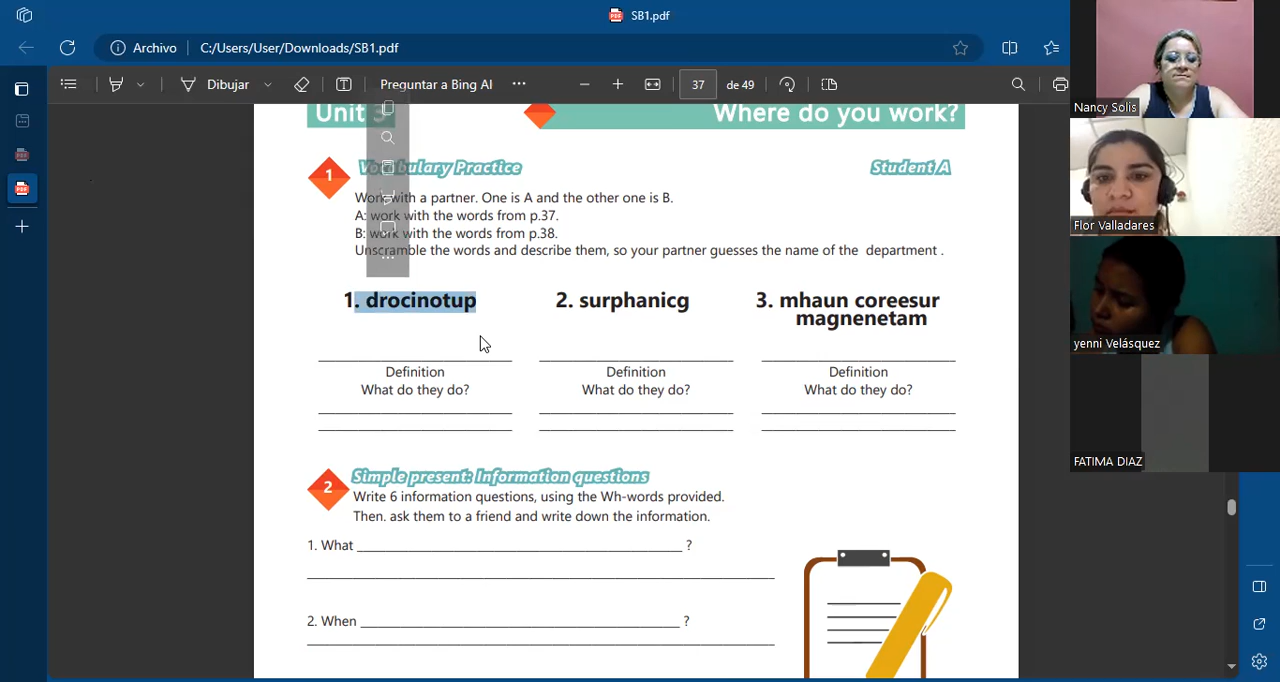 SB1.pdf
Archivo
C:/Users/User/Downloads/SB1.pdf
Dibujar
Preguntar a Bing AI
37
de 49
Unit 3
Where do you work?
1
Vocabulary Practice
Student A
Work with a partner. One is A and the other one is B.
A: work with the words from p.37.
B: work with the words from p.38.
Unscramble the words and describe them, so your partner guesses the name of the department .
1. drocinotup
2. surphanicg
3. mhaun coreesur
magnenetam
Definition
What do they do?
Definition
What do they do?
Definition
What do they do?
2
Simple present: Information questions
Write 6 information questions, using the Wh-words provided.
Then. ask them to a friend and write down the information.
1. What ?
2. When ?
Nancy Solis
Flor Valladares
yenni Velásquez
FATIMA DIAZ